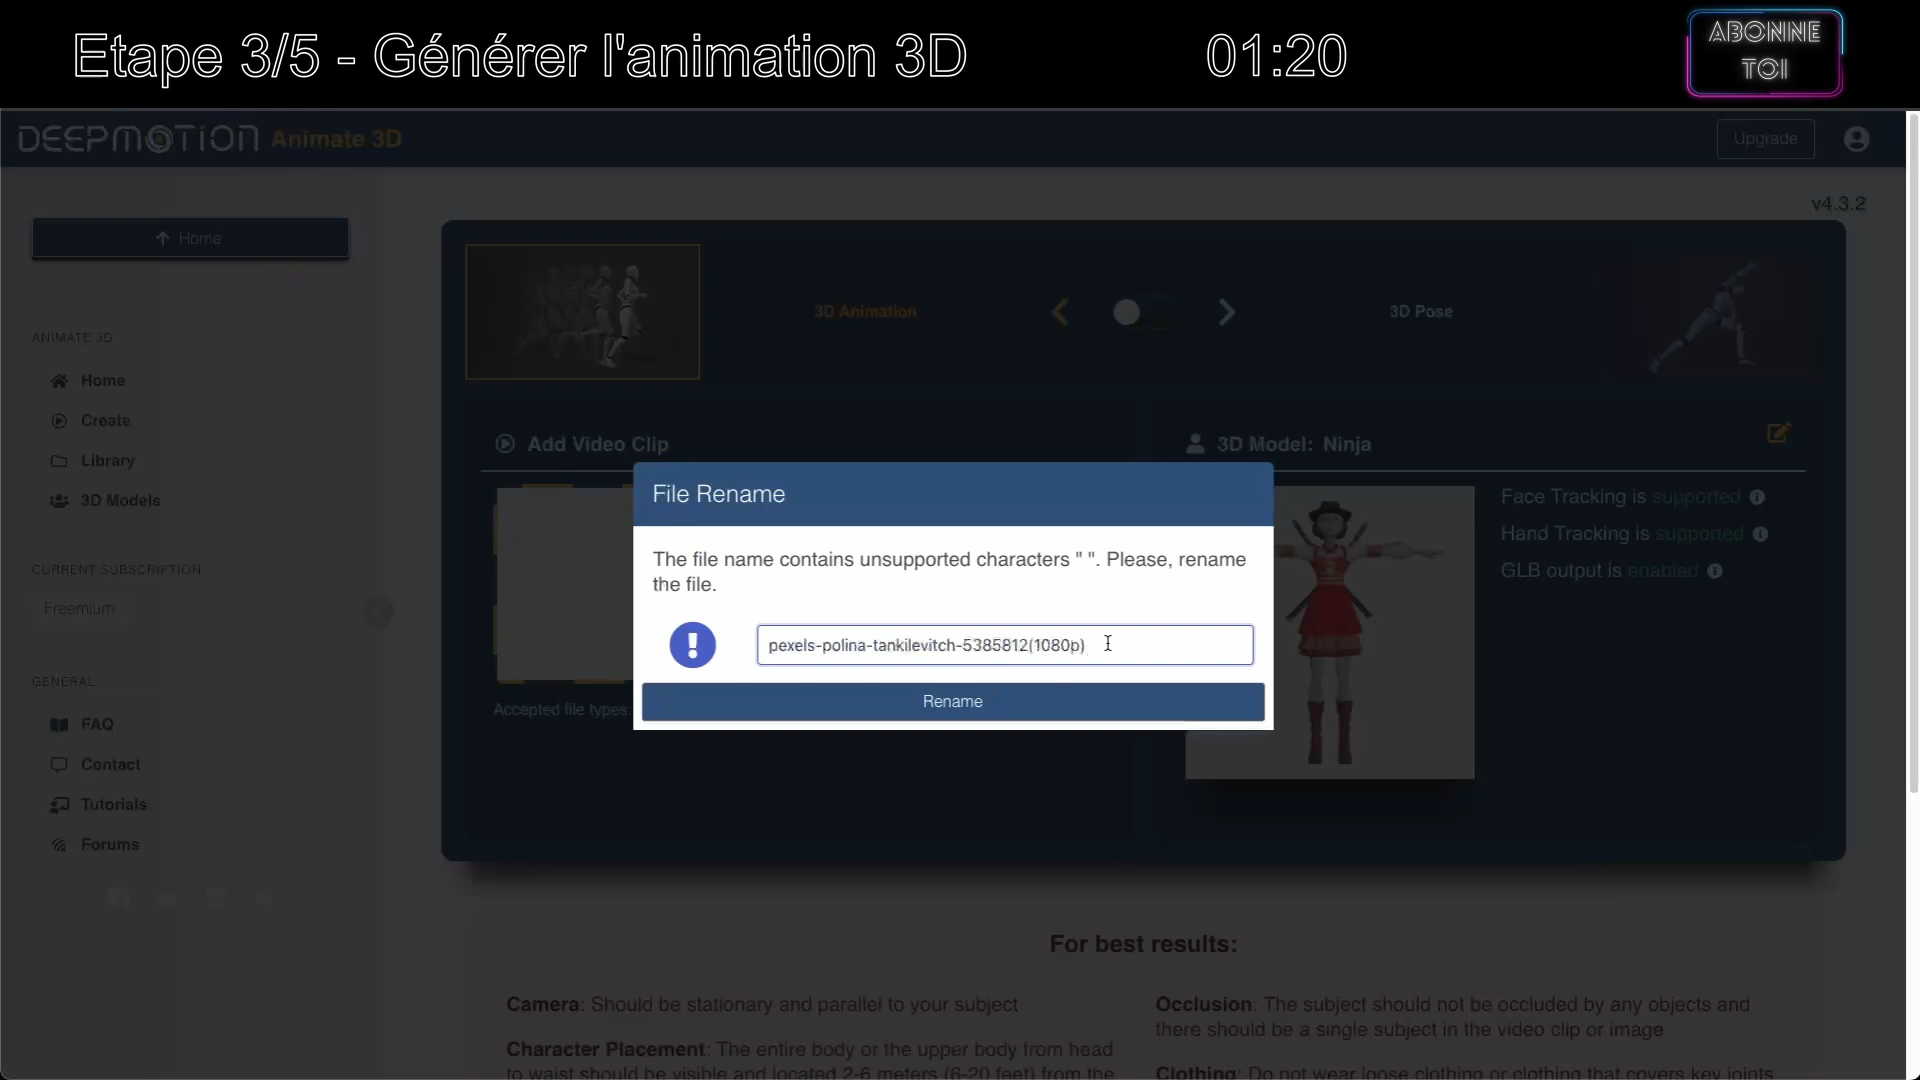 Etape 3/5 - Générer l'animation 3D
01:20
ABONNE
TOI
DEEPMOTION Animate 3D
Upgrade
v4.3.2
Home
ANIMATE 3D
Home
Create
Library
3D Models
CURRENT SUBSCRIPTION
Freemium
GENERAL
FAQ
Contact
Tutorials
Forums
3D Animation
3D Pose
Add Video Clip
3D Model: Ninja
Face Tracking is supported
Hand Tracking is supported
GLB output is enabled
File Rename
The file name contains unsupported characters " ". Please, rename
the file.
pexels-polina-tankilevitch-5385812(1080p)
Rename
Accepted file types:
For best results:
Camera: Should be stationary and parallel to your subject
Character Placement: The entire body or the upper body from head
to waist should be visible and located 2-6 meters (6-20 feet) from the
Occlusion: The subject should not be occluded by any objects and
there should be a single subject in the video clip or image
Clothing: Do not wear loose clothing or clothing that covers key joints